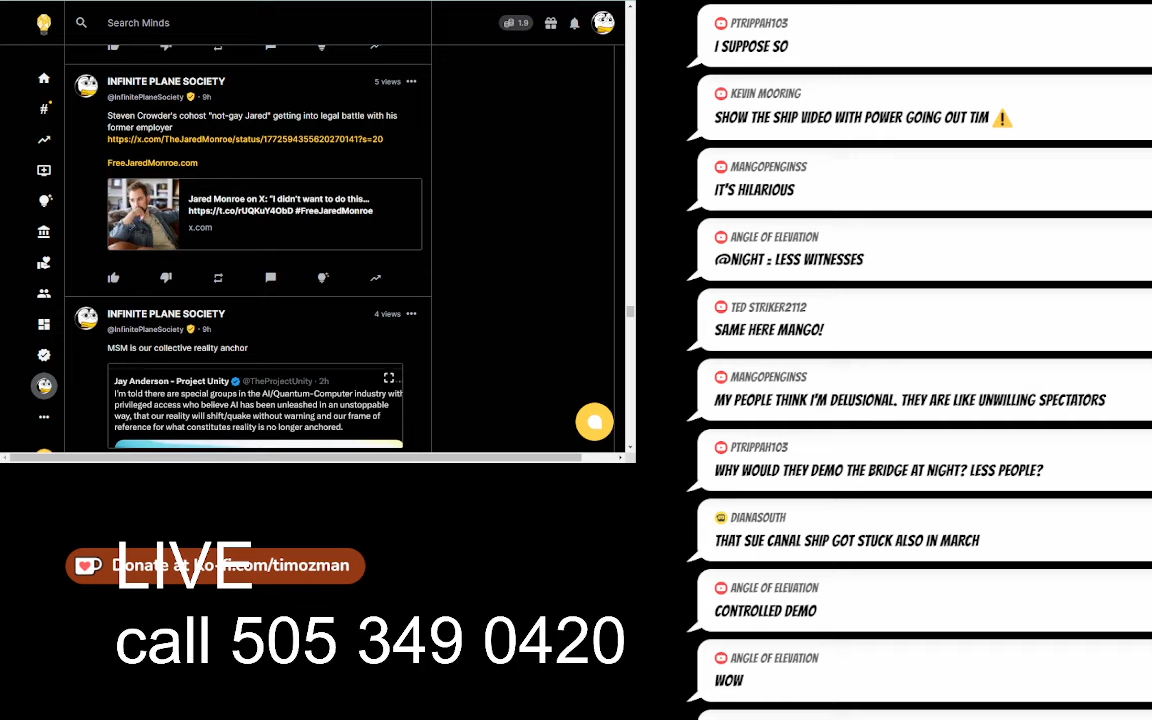 Search Minds
1.9
INFINITE PLANE SOCIETY
5 views
@InfinitePlaneSociety · 9h
Steven Crowder's cohost "not-gay Jared" getting into legal battle with his
former employer
https://x.com/TheJaredMonroe/status/1772594355620270141?s=20
FreeJaredMonroe.com
Jared Monroe on X: "I didn't want to do this...
https://t.co/rUQKuY4ObD #FreeJaredMonroe
x.com
INFINITE PLANE SOCIETY
4 views
@InfinitePlaneSociety · 9h
MSM is our collective reality anchor
Jay Anderson - Project Unity @TheProjectUnity · 2h
I'm told there are special groups in the AI/Quantum-Computer industry with
privileged access who believe AI has been unleashed in an unstoppable
way, that our reality will shift/quake without warning and our frame of
reference for what constitutes reality is no longer anchored.
LIVE
Donate at ko-fi.com/timozman
call 505 349 0420
PTRIPPAH103
I SUPPOSE SO
KEVIN MOORING
SHOW THE SHIP VIDEO WITH POWER GOING OUT TIM
MANGOPENGINSS
IT'S HILARIOUS
ANGLE OF ELEVATION
@NIGHT : LESS WITNESSES
TED STRIKER2112
SAME HERE MANGO!
MANGOPENGINSS
MY PEOPLE THINK I'M DELUSIONAL. THEY ARE LIKE UNWILLING SPECTATORS
PTRIPPAH103
WHY WOULD THEY DEMO THE BRIDGE AT NIGHT? LESS PEOPLE?
DIANASOUTH
THAT SUE CANAL SHIP GOT STUCK ALSO IN MARCH
ANGLE OF ELEVATION
CONTROLLED DEMO
ANGLE OF ELEVATION
WOW